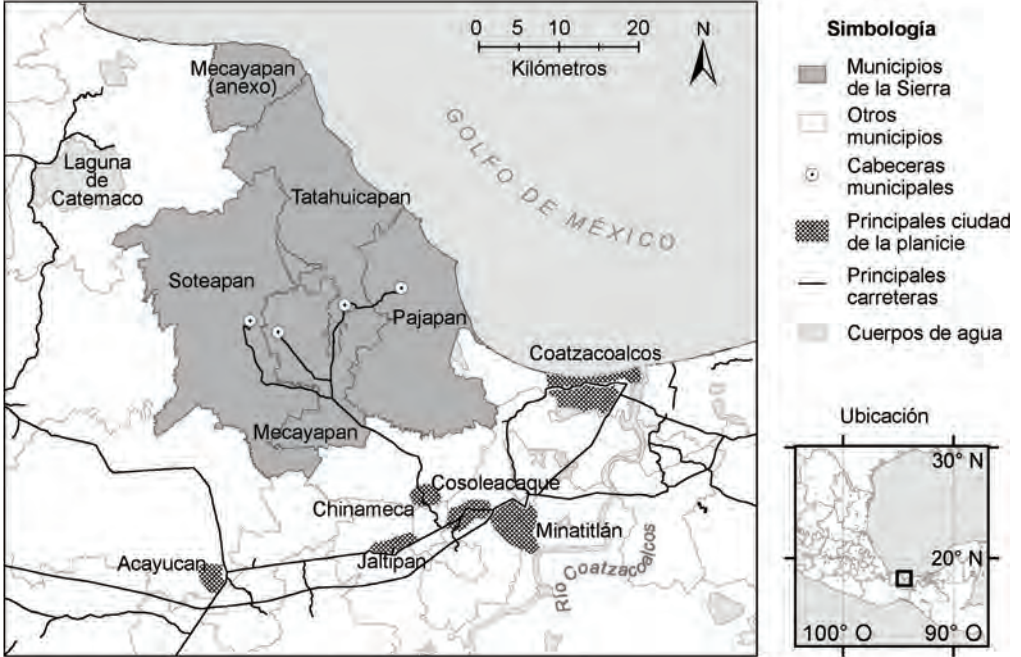 0 5 10 20
Kilómetros
N
Mecayapan
(anexo)
Laguna
de
Catemaco
GOLFO DE MÉXICO
Tatahuicapan
Soteapan
Pajapan
Coatzacoalcos
Mecayapan
Cosoleacaque
Chinameca
Minatitlán
Jaltipan
Acayucan
Río Coatzacoalcos
Simbología
Municipios
de la Sierra
Otros
municipios
Cabeceras
municipales
Principales ciudad
de la planicie
Principales
carreteras
Cuerpos de agua
Ubicación
30° N
20° N
100° O
90° O